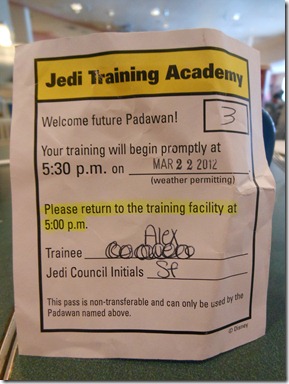 Jedi Training Academy
Welcome future Padawan!
3
Your training will begin promptly at
5:30 p.m. on MAR 22 2012
(weather permitting)
Please return to the training facility at
5:00 p.m.
Alex
Trainee
Jedi Council Initials SP
This pass is non-transferable and can only be used by the
Padawan named above.
© Disney